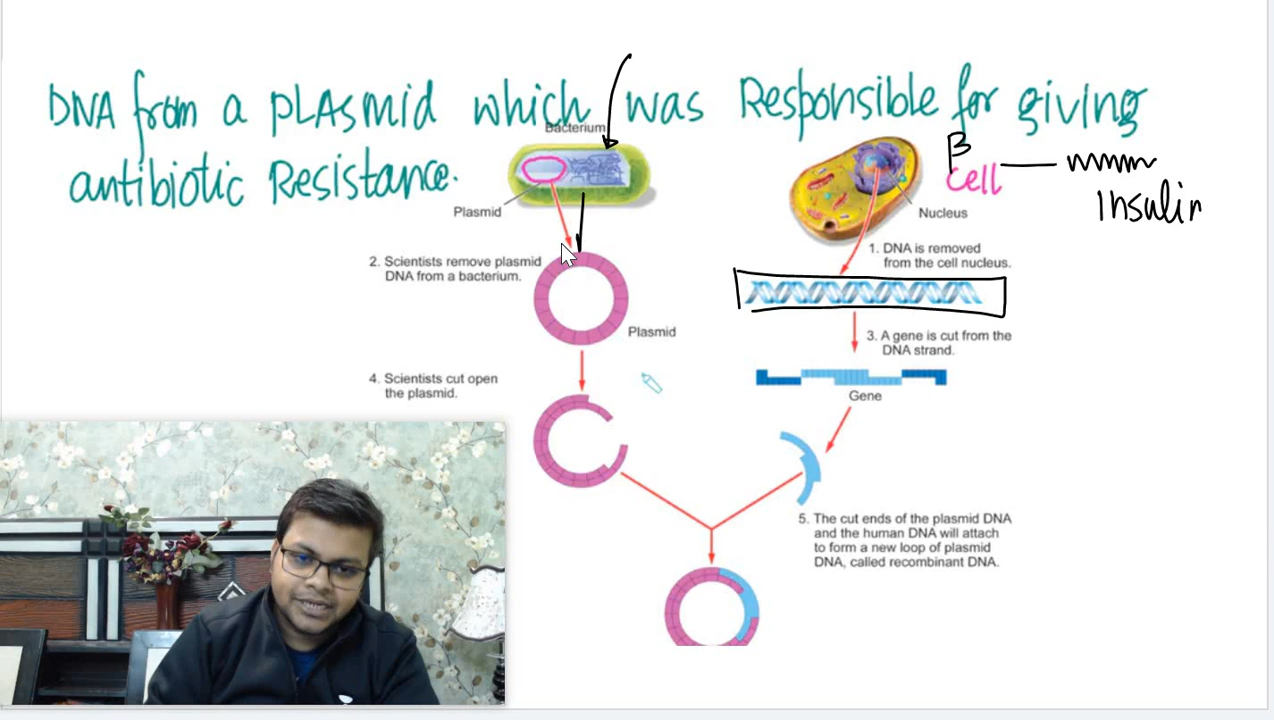 DNA from a PLASmid which was Responsible for giving
antibiotic Resistance.
Bacterium
Plasmid
β
cell
Insulin
Nucleus
1. DNA is removed
from the cell nucleus.
2. Scientists remove plasmid
DNA from a bacterium.
Plasmid
3. A gene is cut from the
DNA strand.
4. Scientists cut open
the plasmid.
Gene
5. The cut ends of the plasmid DNA
and the human DNA will attach
to form a new loop of plasmid
DNA, called recombinant DNA.